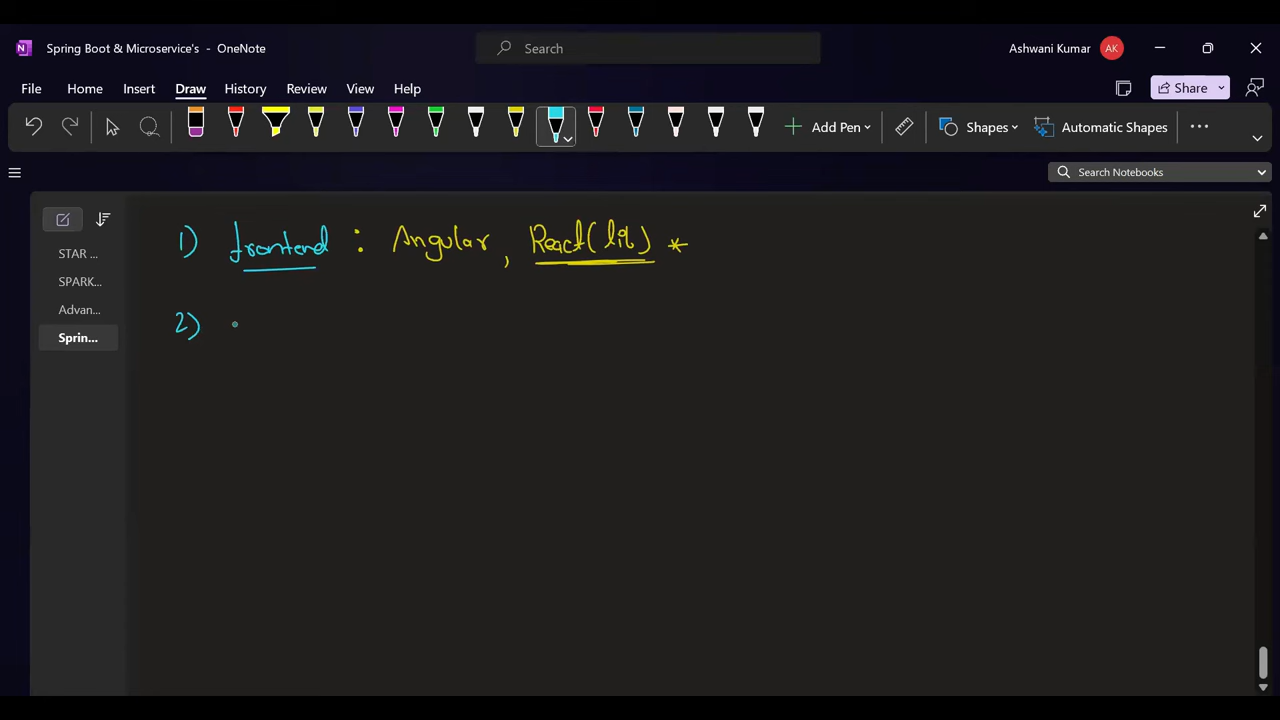 Spring Boot & Microservice's - OneNote
Search
Ashwani Kumar AK
File Home Insert Draw History Review View Help
Share
Add Pen
Shapes
Automatic Shapes
Search Notebooks
STAR ...
SPARK...
Advan...
Sprin...
1) frontend : Angular , React(lib) *
2)